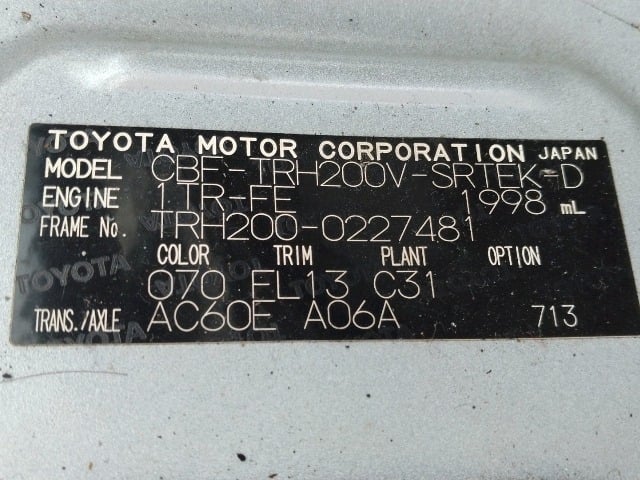 TOYOTA MOTOR CORPORATION JAPAN
MODEL CBF-TRH200V-SRTEK-D
ENGINE 1TR-FE 1998 mL
FRAME No. TRH200-0227481
COLOR TRIM PLANT OPTION
070 FL13 C31
TRANS./AXLE AC60E A06A 713